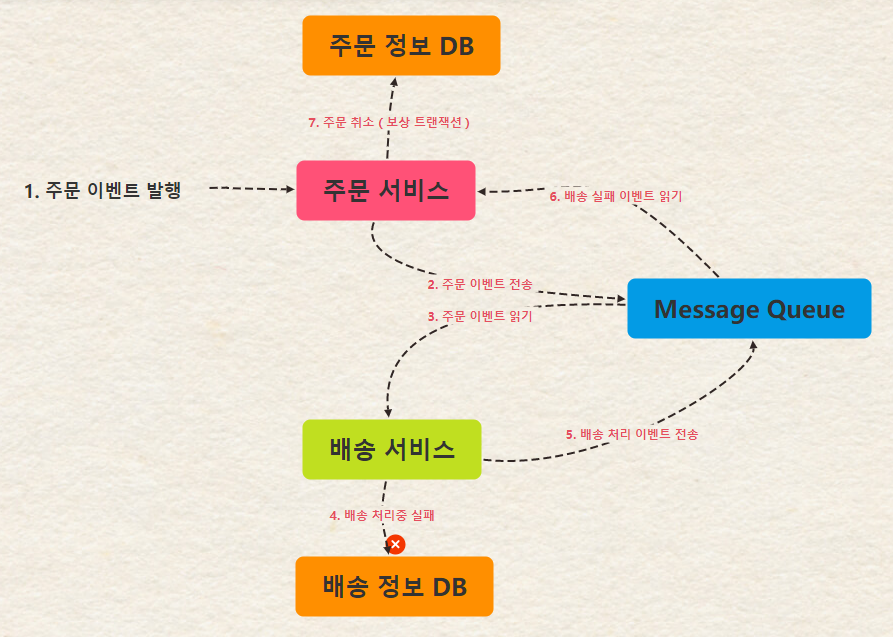 주문 정보 DB
7. 주문 취소 ( 보상 트랜잭션 )
1. 주문 이벤트 발행
주문 서비스
6. 배송 실패 이벤트 읽기
2. 주문 이벤트 전송
Message Queue
3. 주문 이벤트 읽기
배송 서비스
5. 배송 처리 이벤트 전송
4. 배송 처리중 실패
배송 정보 DB